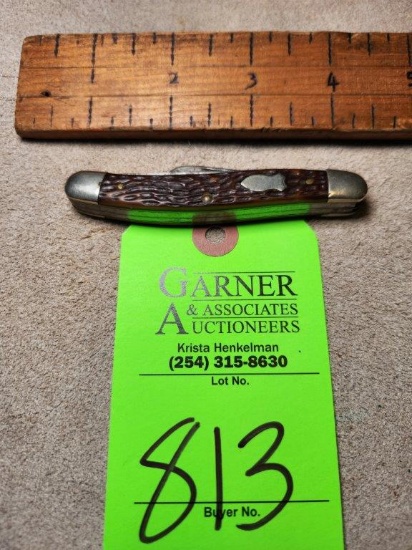 2 3 4
GARNER
& ASSOCIATES
AUCTIONEERS
Krista Henkelman
(254) 315-8630
Lot No.
813
Buyer No.